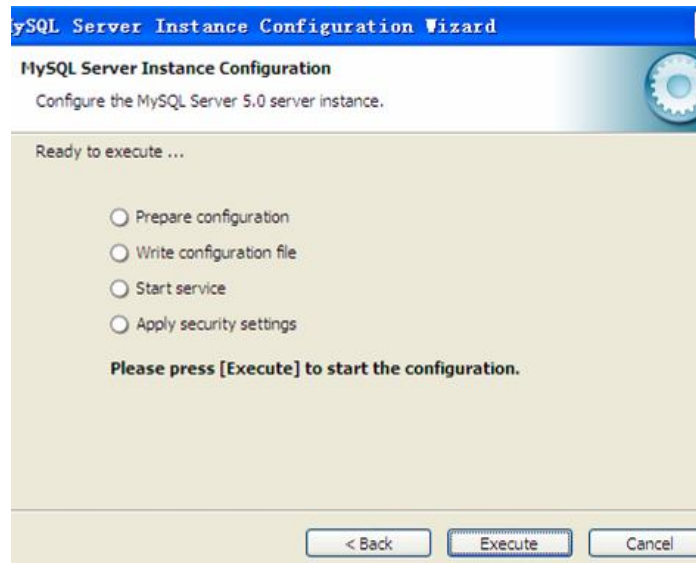 ySQL Server Instance Configuration Wizard
MySQL Server Instance Configuration
Configure the MySQL Server 5.0 server instance.
Ready to execute ...
Prepare configuration
Write configuration file
Start service
Apply security settings
Please press [Execute] to start the configuration.
< Back Execute Cancel